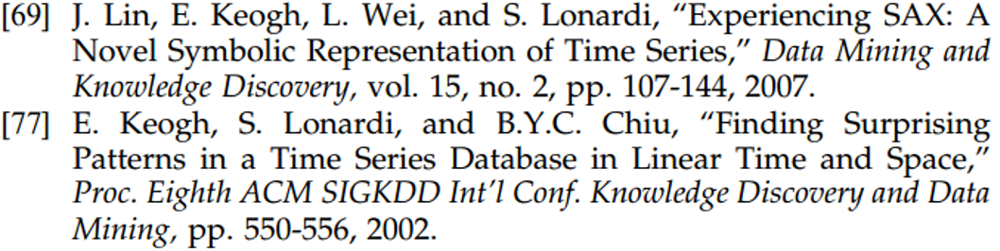 [69] J. Lin, E. Keogh, L. Wei, and S. Lonardi, “Experiencing SAX: A
Novel Symbolic Representation of Time Series,” Data Mining and
Knowledge Discovery, vol. 15, no. 2, pp. 107-144, 2007.
[77] E. Keogh, S. Lonardi, and B.Y.C. Chiu, “Finding Surprising
Patterns in a Time Series Database in Linear Time and Space,”
Proc. Eighth ACM SIGKDD Int’l Conf. Knowledge Discovery and Data
Mining, pp. 550-556, 2002.